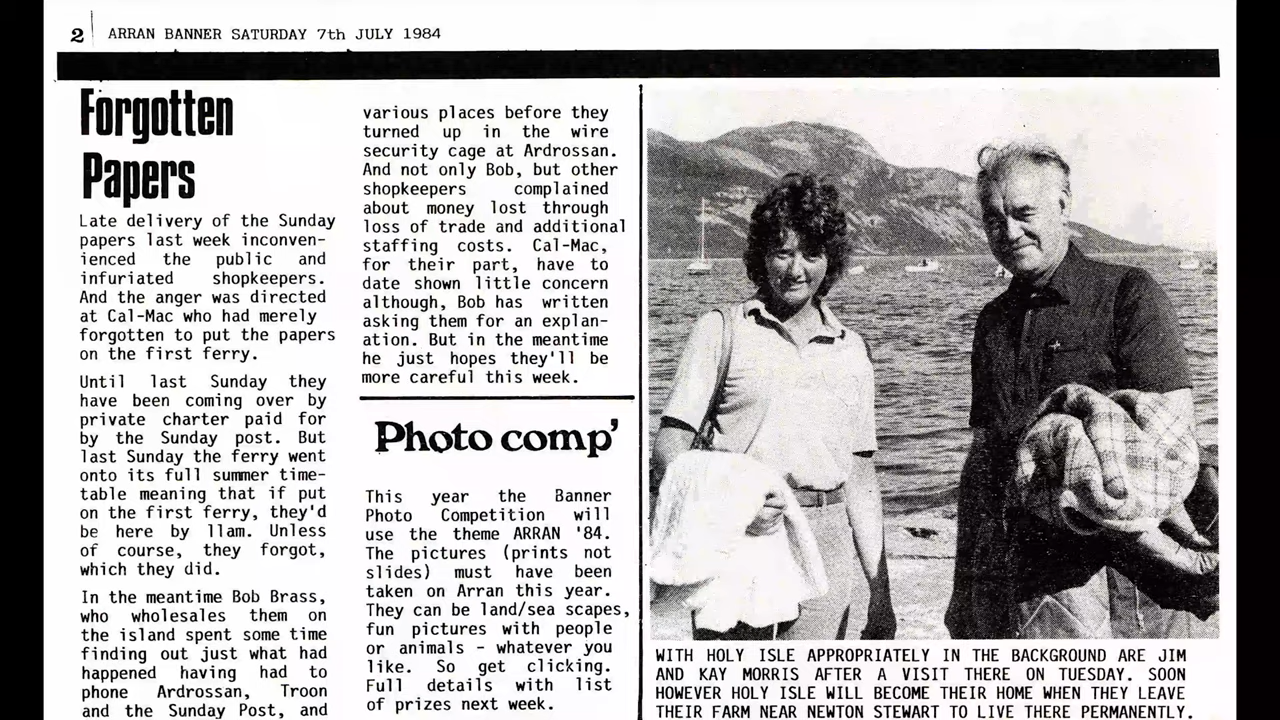 2 ARRAN BANNER SATURDAY 7th JULY 1984
Forgotten
Papers
Late delivery of the Sunday
papers last week inconven-
ienced the public and
infuriated shopkeepers.
And the anger was directed
at Cal-Mac who had merely
forgotten to put the papers
on the first ferry.
Until last Sunday they
have been coming over by
private charter paid for
by the Sunday post. But
last Sunday the ferry went
onto its full summer time-
table meaning that if put
on the first ferry, they'd
be here by 11am. Unless
of course, they forgot,
which they did.
In the meantime Bob Brass,
who wholesales them on
the island spent some time
finding out just what had
happened having had to
phone Ardrossan, Troon
and the Sunday Post, and
various places before they
turned up in the wire
security cage at Ardrossan.
And not only Bob, but other
shopkeepers complained
about money lost through
loss of trade and additional
staffing costs. Cal-Mac,
for their part, have to
date shown little concern
although, Bob has written
asking them for an explan-
ation. But in the meantime
he just hopes they'll be
more careful this week.
Photo comp'
This year the Banner
Photo Competition will
use the theme ARRAN '84.
The pictures (prints not
slides) must have been
taken on Arran this year.
They can be land/sea scapes,
fun pictures with people
or animals - whatever you
like. So get clicking.
Full details with list
of prizes next week.
WITH HOLY ISLE APPROPRIATELY IN THE BACKGROUND ARE JIM
AND KAY MORRIS AFTER A VISIT THERE ON TUESDAY. SOON
HOWEVER HOLY ISLE WILL BECOME THEIR HOME WHEN THEY LEAVE
THEIR FARM NEAR NEWTON STEWART TO LIVE THERE PERMANENTLY.